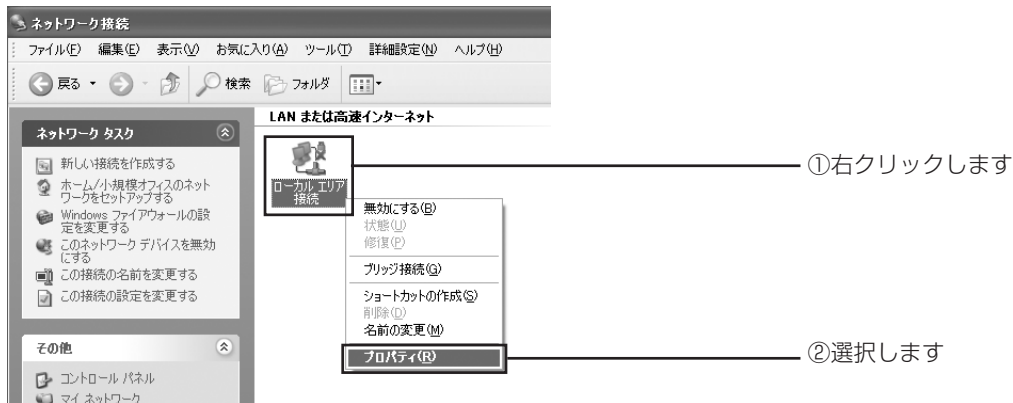 ネットワーク接続
ファイル(F) 編集(E) 表示(V) お気に入り(A) ツール(T) 詳細設定(N) ヘルプ(H)
戻る 検索 フォルダ
ネットワーク タスク
新しい接続を作成する
ホーム/小規模オフィスのネット
ワークをセットアップする
Windows ファイアウォールの設
定を変更する
このネットワーク デバイスを無効
にする
この接続の名前を変更する
この接続の設定を変更する
その他
コントロール パネル
マイ ネットワーク
LAN または高速インターネット
ローカル エリア
接続
①右クリックします
無効にする(B)
状態(U)
修復(P)
ブリッジ接続(G)
ショートカットの作成(S)
削除(D)
名前の変更(M)
プロパティ(R)
②選択します